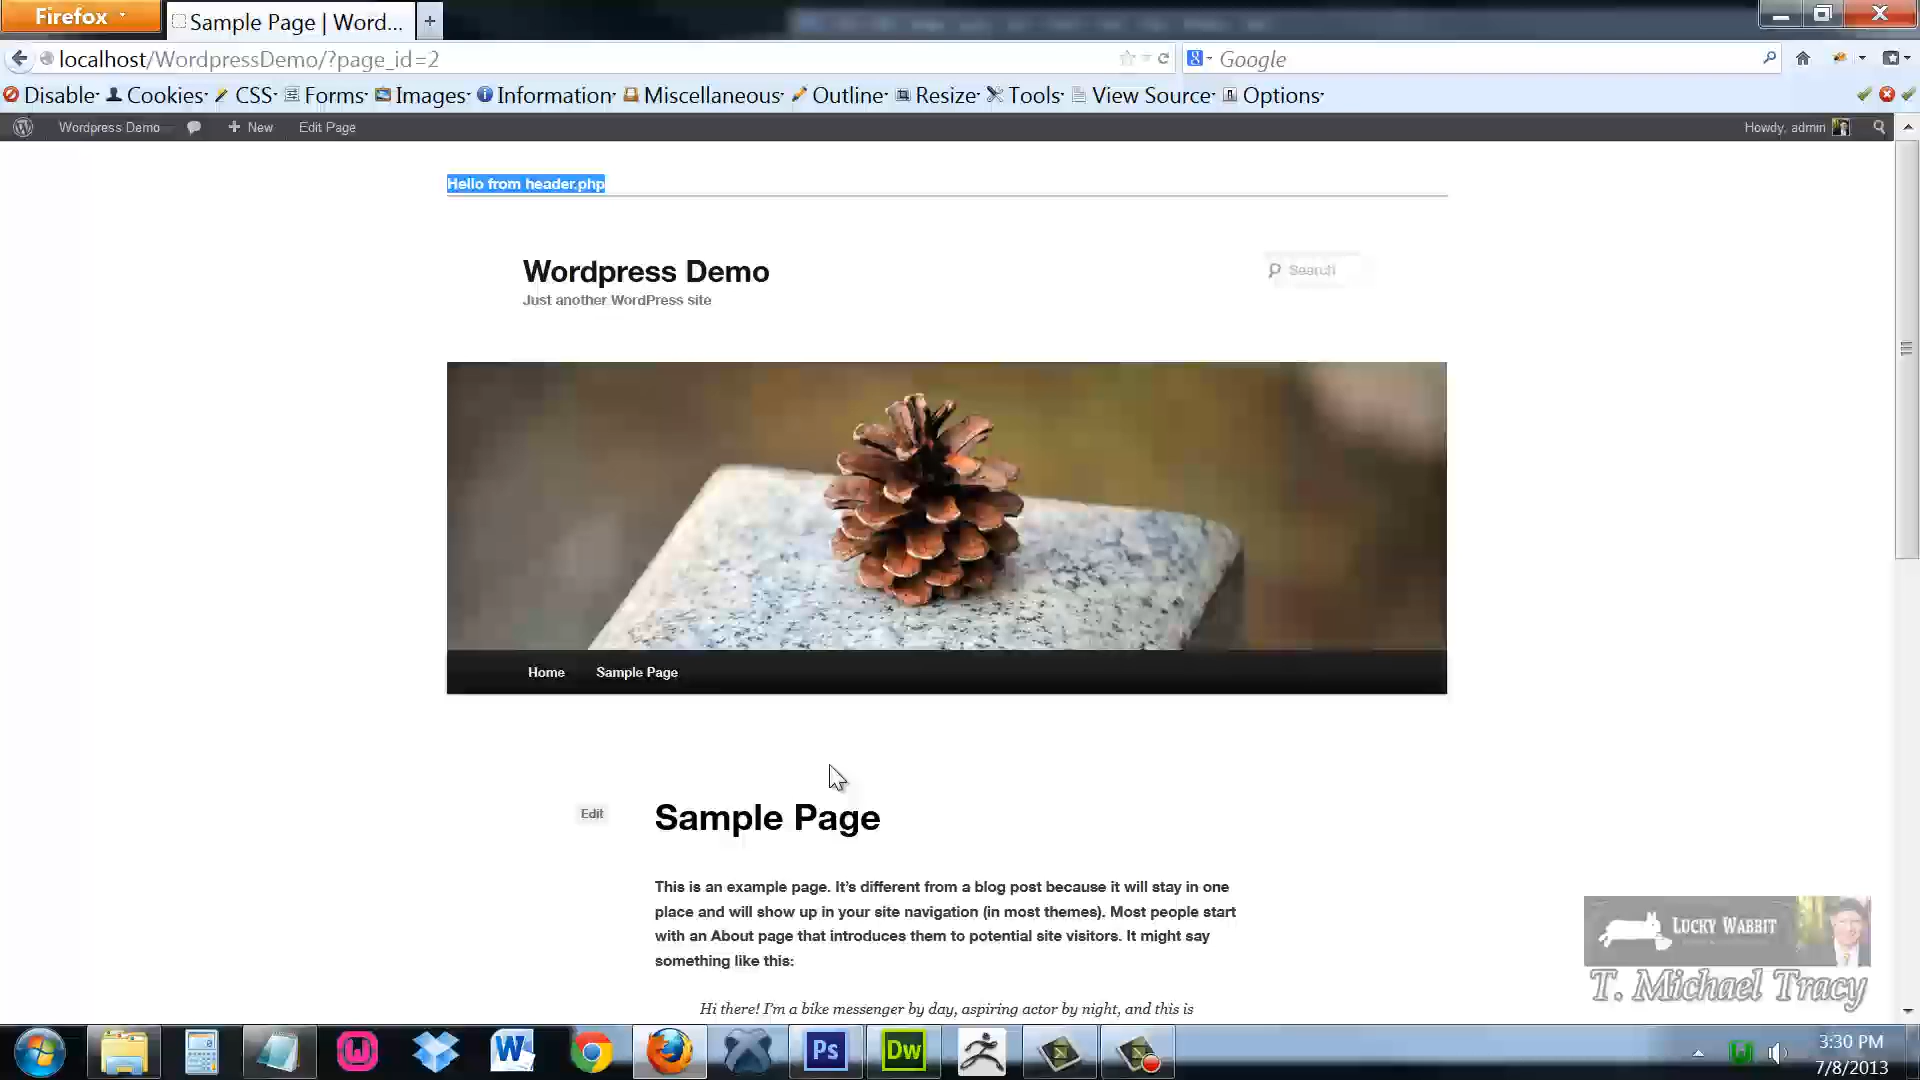 Firefox
Sample Page | Word...
localhost/WordpressDemo/?page_id=2
Google
Disable Cookies CSS Forms Images Information Miscellaneous Outline Resize Tools View Source Options
Wordpress Demo New Edit Page Howdy, admin
Hello from header.php
Wordpress Demo
Search
Just another WordPress site
Home Sample Page
Edit
Sample Page
This is an example page. It’s different from a blog post because it will stay in one
place and will show up in your site navigation (in most themes). Most people start
with an About page that introduces them to potential site visitors. It might say
something like this:
Hi there! I’m a bike messenger by day, aspiring actor by night, and this is
LUCKY WABBIT
T. Michael Tracy
Ps
Dw
3:30 PM
7/8/2013